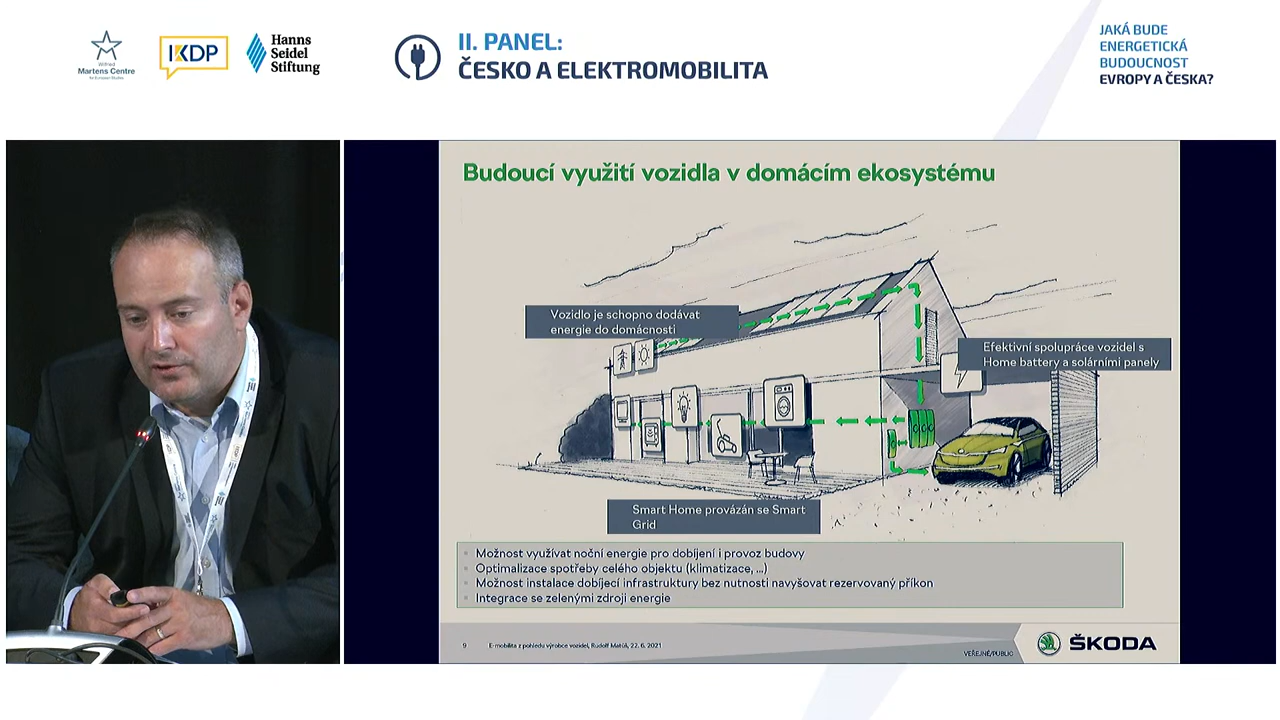 Wilfried
Martens Centre
for European Studies
IKDP
Hanns
Seidel
Stiftung
II. PANEL:
ČESKO A ELEKTROMOBILITA
JAKÁ BUDE
ENERGETICKÁ
BUDOUCNOST
EVROPY A ČESKA?
Budoucí využití vozidla v domácím ekosystému
Vozidlo je schopno dodávat
energie do domácnosti
Efektivní spolupráce vozidel s
Home battery a solárními panely
Smart Home provázán se Smart
Grid
Možnost využívat noční energie pro dobíjení i provoz budovy
Optimalizace spotřeby celého objektu (klimatizace, ...)
Možnost instalace dobíjecí infrastruktury bez nutnosti navyšovat rezervovaný příkon
Integrace se zelenými zdroji energie
9
E-mobilita z pohledu výrobce vozidel, Rudolf Matúš, 22. 6. 2021
VEŘEJNÉ/PUBLIC
ŠKODA